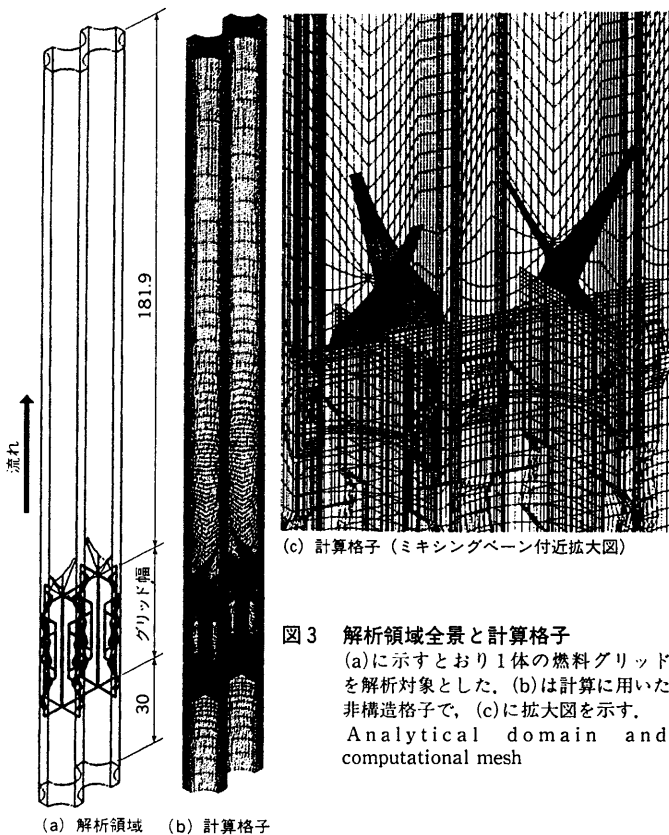 181.9
流れ
グリッド幅
30
(a) 解析領域
(b) 計算格子
(c) 計算格子(ミキシングベーン付近拡大図)
図3 解析領域全景と計算格子
(a)に示すとおり1体の燃料グリッド
を解析対象とした.(b)は計算に用いた
非構造格子で,(c)に拡大図を示す.
Analytical domain and
computational mesh